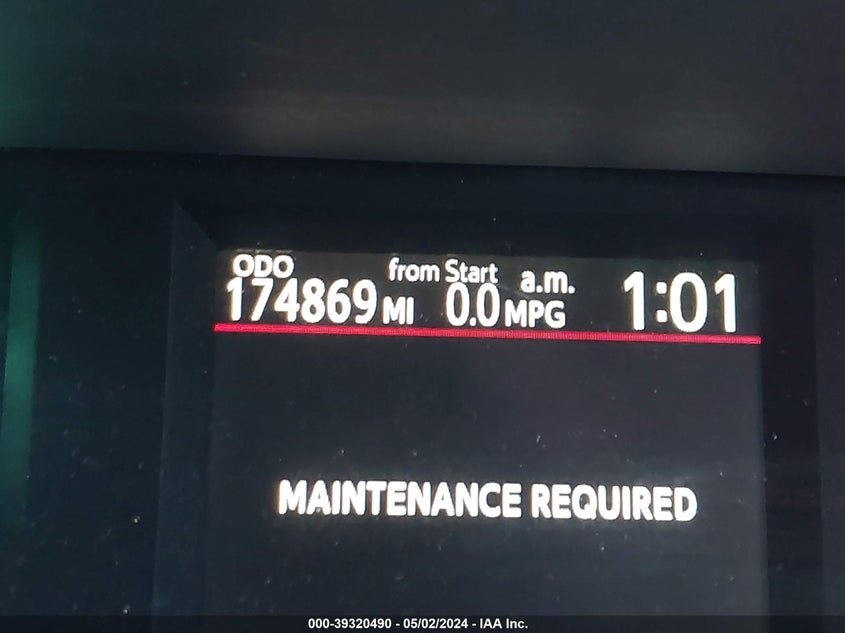 ODO from Start a.m. 1:01
174869 MI 0.0 MPG
MAINTENANCE REQUIRED
000-39320490 - 05/02/2024 - IAA Inc.